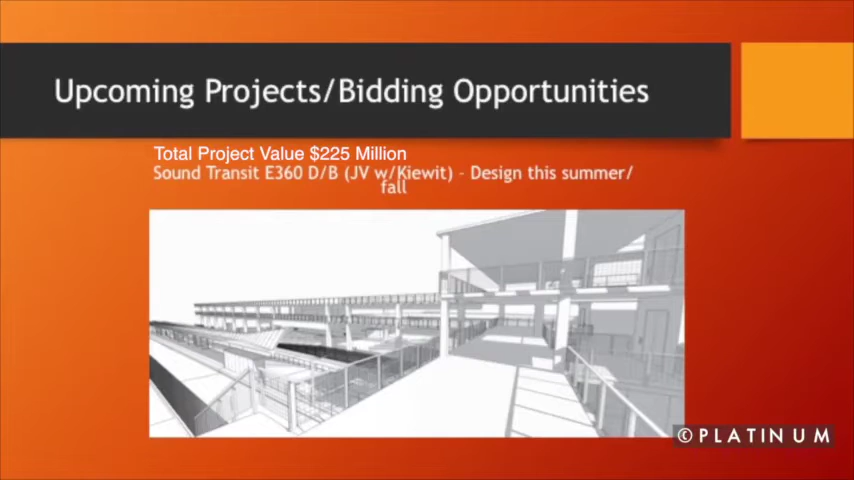 Upcoming Projects/Bidding Opportunities
Total Project Value $225 Million
Sound Transit E360 D/B (JV w/Kiewit) - Design this summer/
fall
© PLATINUM